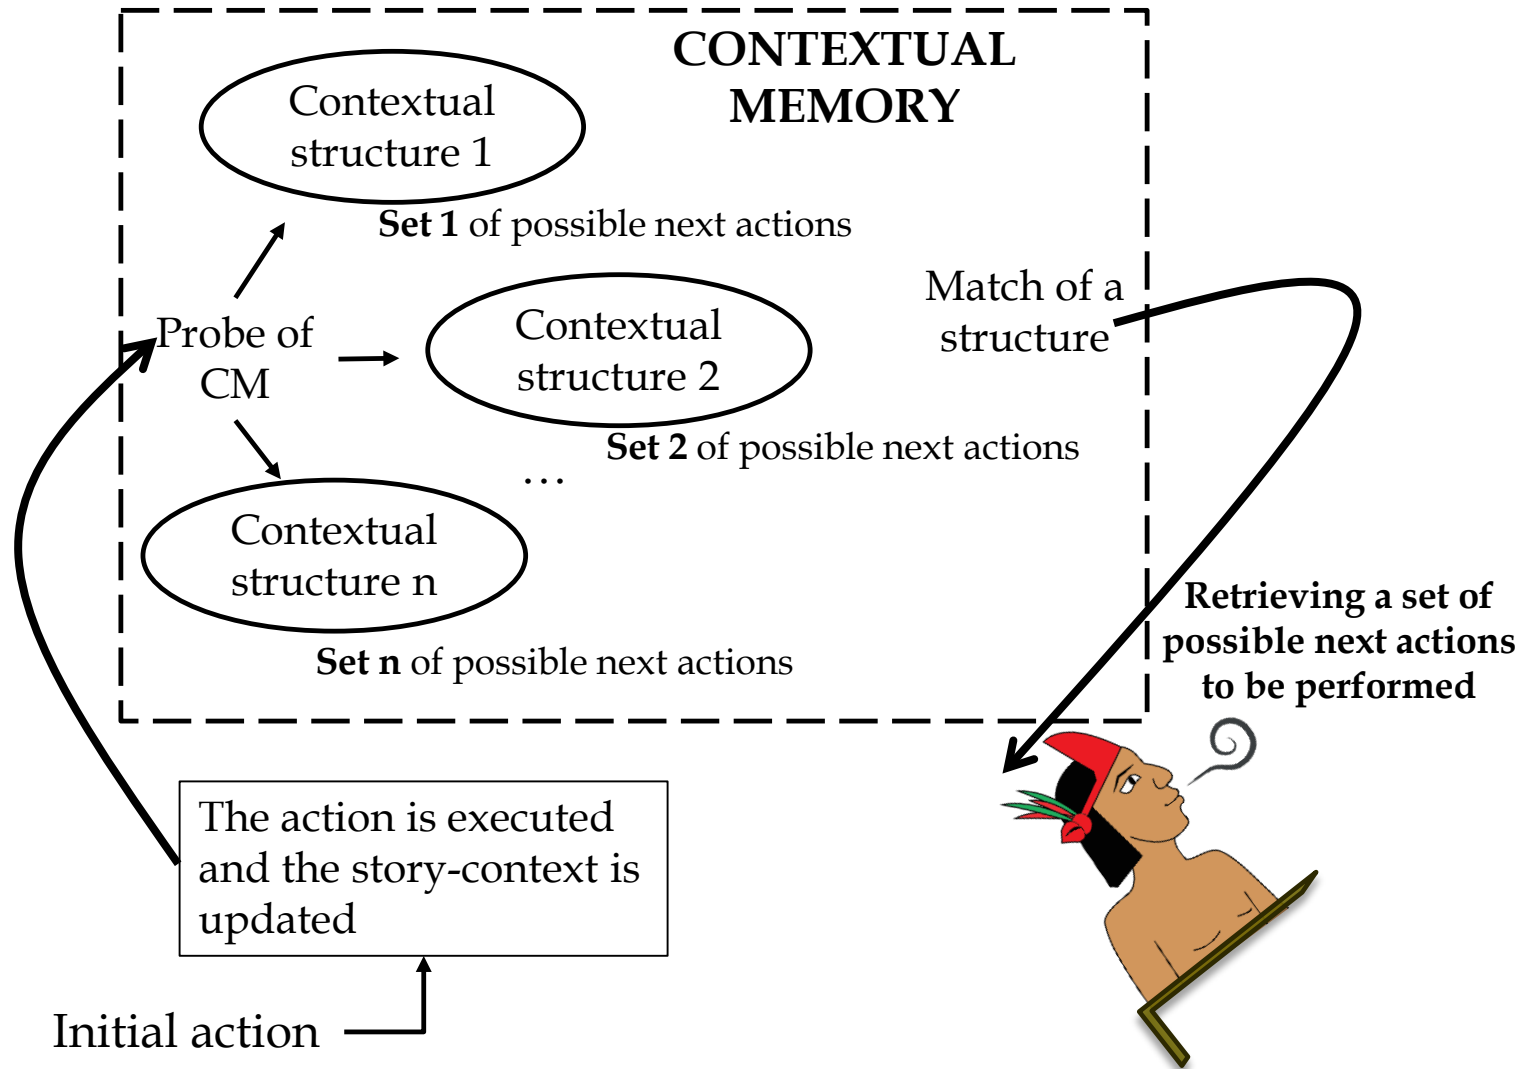 CONTEXTUAL
MEMORY
Contextual
structure 1
Set 1 of possible next actions
Probe of
CM
Contextual
structure 2
Set 2 of possible next actions
Match of a
structure
…
Contextual
structure n
Set n of possible next actions
Retrieving a set of
possible next actions
to be performed
The action is executed
and the story-context is
updated
Initial action